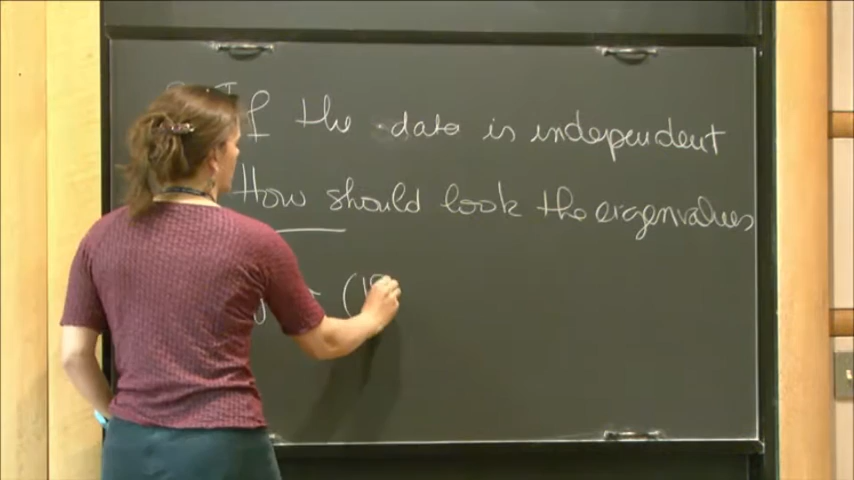 If the data is independent
How should look the eigenvalues